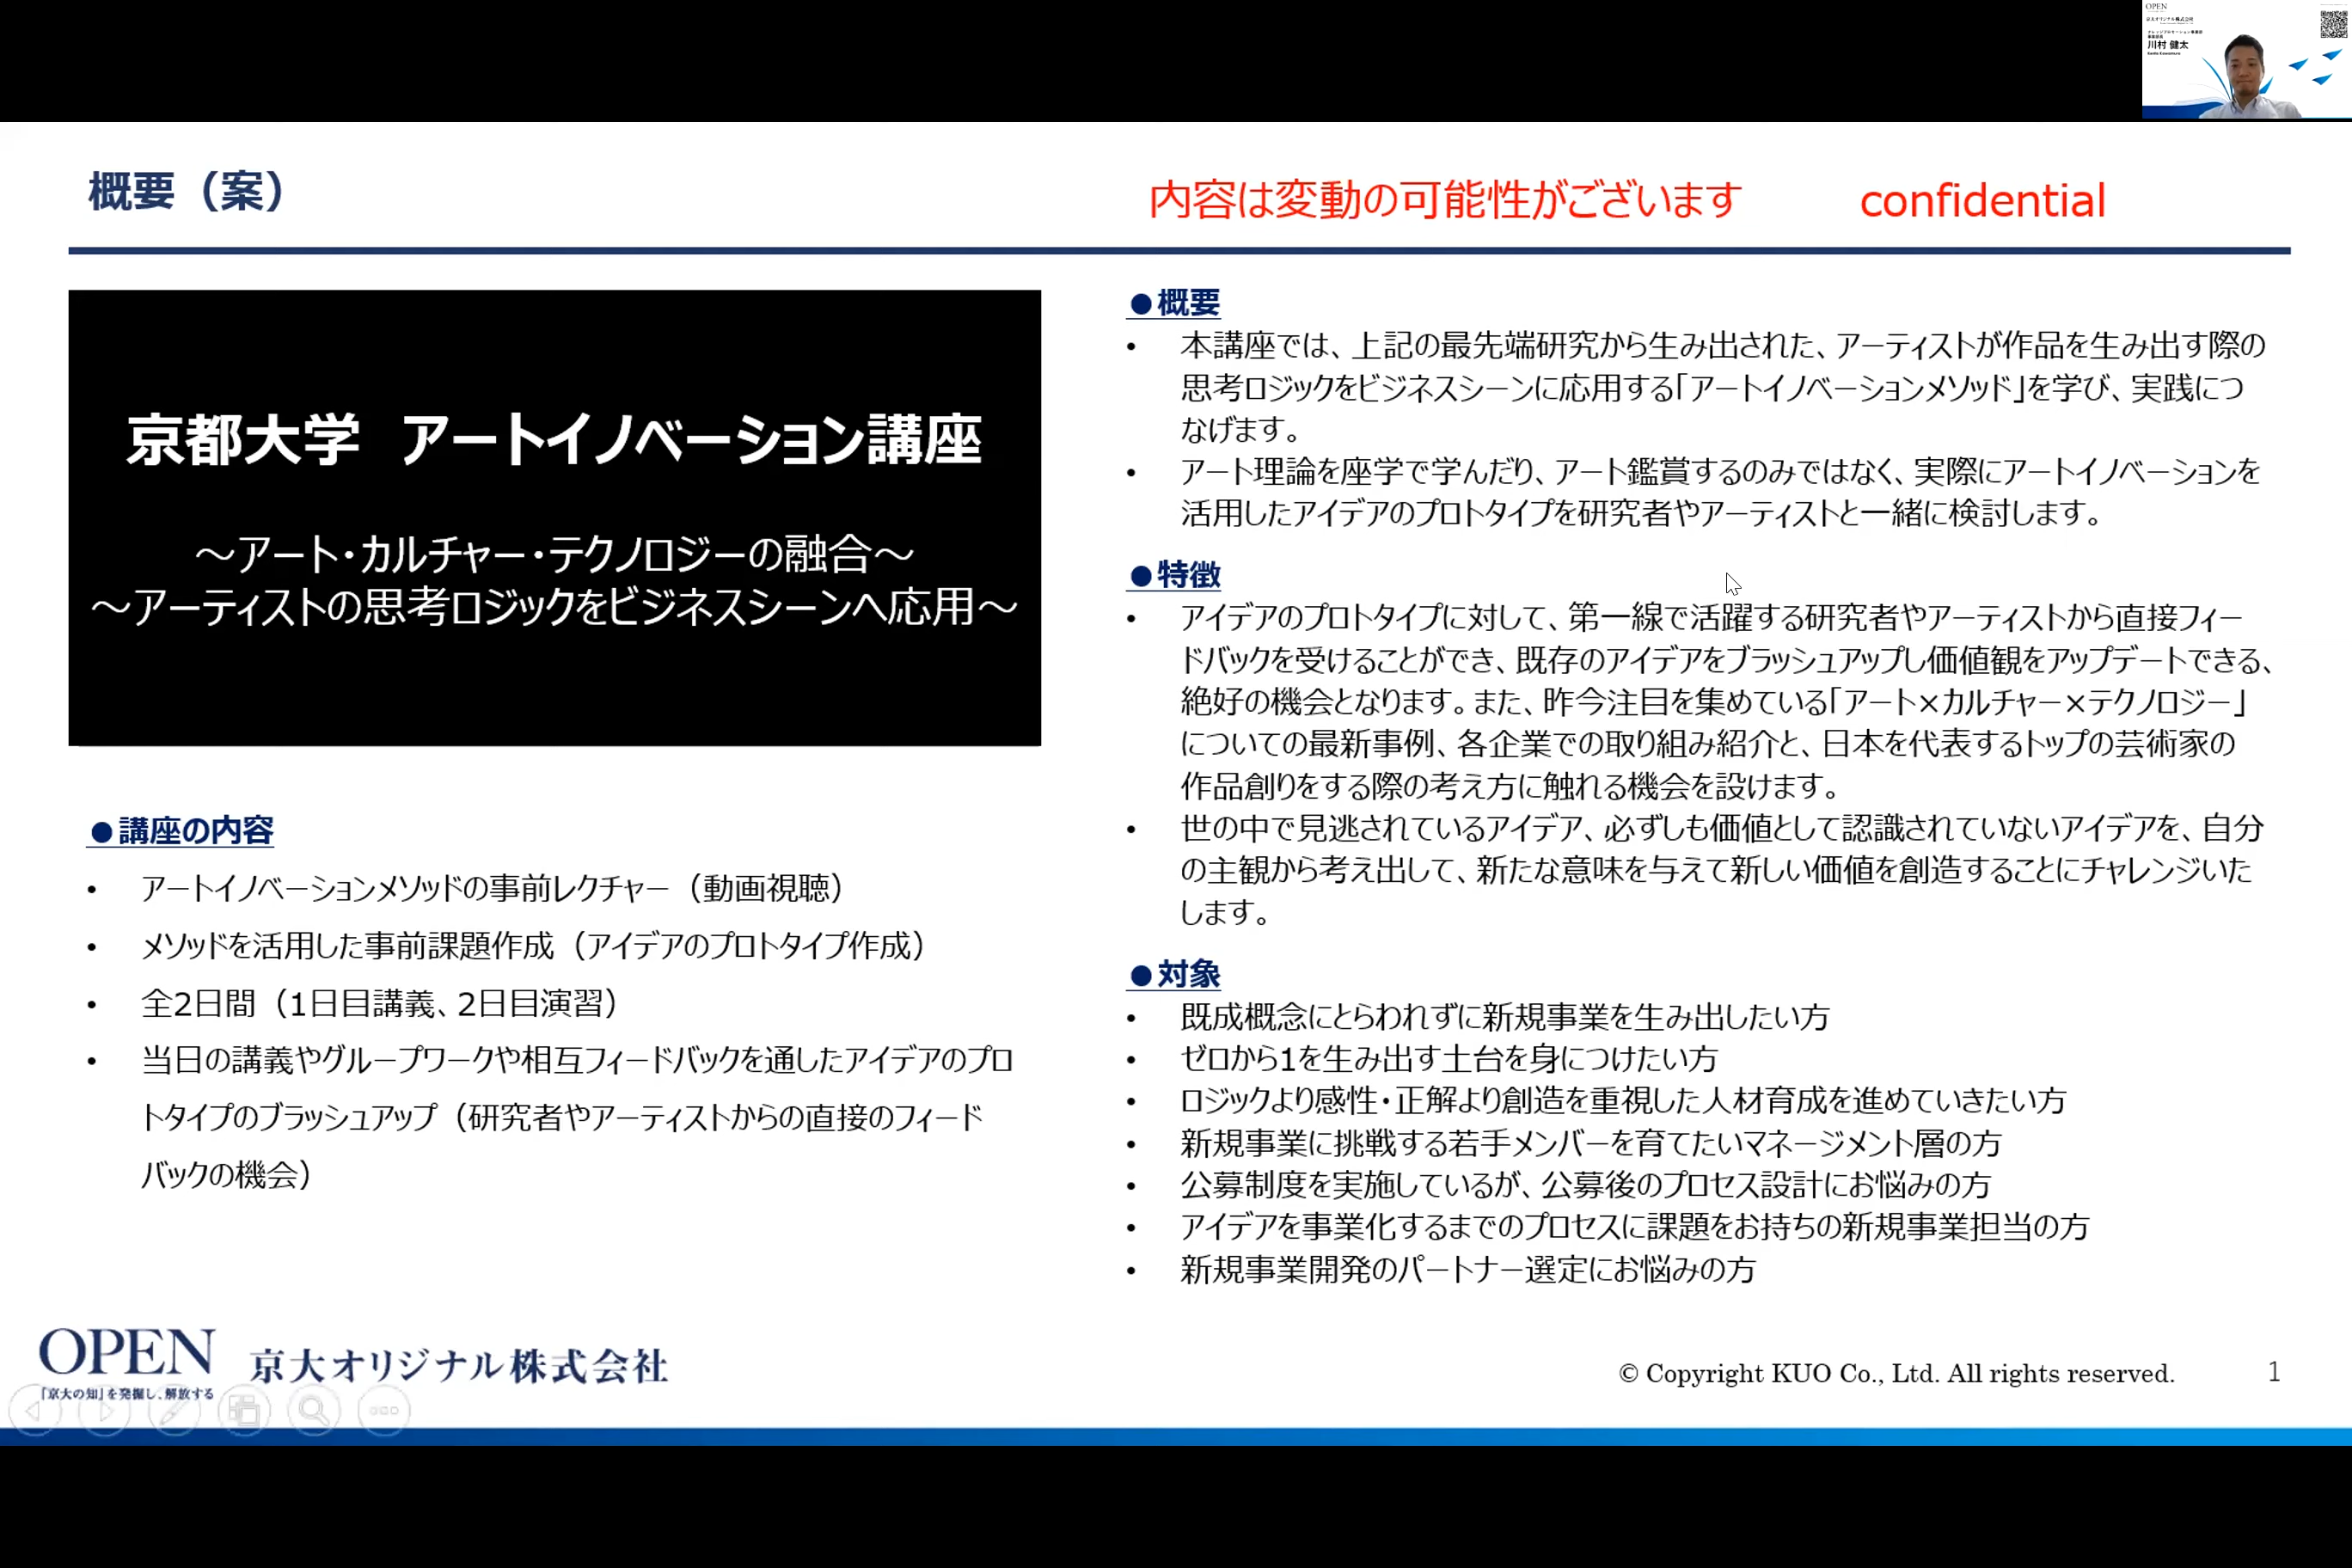 OPEN
京大オリジナル株式会社
川村 健太
概要（案）
内容は変動の可能性がございます
confidential
京都大学　アートイノベーション講座
～アート・カルチャー・テクノロジーの融合～
～アーティストの思考ロジックをビジネスシーンへ応用～
●講座の内容
• アートイノベーションメソッドの事前レクチャー（動画視聴）
• メソッドを活用した事前課題作成（アイデアのプロトタイプ作成）
• 全2日間（1日目講義、2日目演習）
• 当日の講義やグループワークや相互フィードバックを通したアイデアのプロ
トタイプのブラッシュアップ（研究者やアーティストからの直接のフィード
バックの機会）
●概要
• 本講座では、上記の最先端研究から生み出された、アーティストが作品を生み出す際の
思考ロジックをビジネスシーンに応用する「アートイノベーションメソッド」を学び、実践につ
なげます。
• アート理論を座学で学んだり、アート鑑賞するのみではなく、実際にアートイノベーションを
活用したアイデアのプロトタイプを研究者やアーティストと一緒に検討します。
●特徴
• アイデアのプロトタイプに対して、第一線で活躍する研究者やアーティストから直接フィー
ドバックを受けることができ、既存のアイデアをブラッシュアップし価値観をアップデートできる、
絶好の機会となります。また、昨今注目を集めている「アート×カルチャー×テクノロジー」
についての最新事例、各企業での取り組み紹介と、日本を代表するトップの芸術家の
作品創りをする際の考え方に触れる機会を設けます。
• 世の中で見逃されているアイデア、必ずしも価値として認識されていないアイデアを、自分
の主観から考え出して、新たな意味を与えて新しい価値を創造することにチャレンジいた
します。
●対象
• 既成概念にとらわれずに新規事業を生み出したい方
• ゼロから1を生み出す土台を身につけたい方
• ロジックより感性・正解より創造を重視した人材育成を進めていきたい方
• 新規事業に挑戦する若手メンバーを育てたいマネージメント層の方
• 公募制度を実施しているが、公募後のプロセス設計にお悩みの方
• アイデアを事業化するまでのプロセスに課題をお持ちの新規事業担当の方
• 新規事業開発のパートナー選定にお悩みの方
OPEN
「京大の知」を発掘し、解放する
京大オリジナル株式会社
© Copyright KUO Co., Ltd. All rights reserved.
1